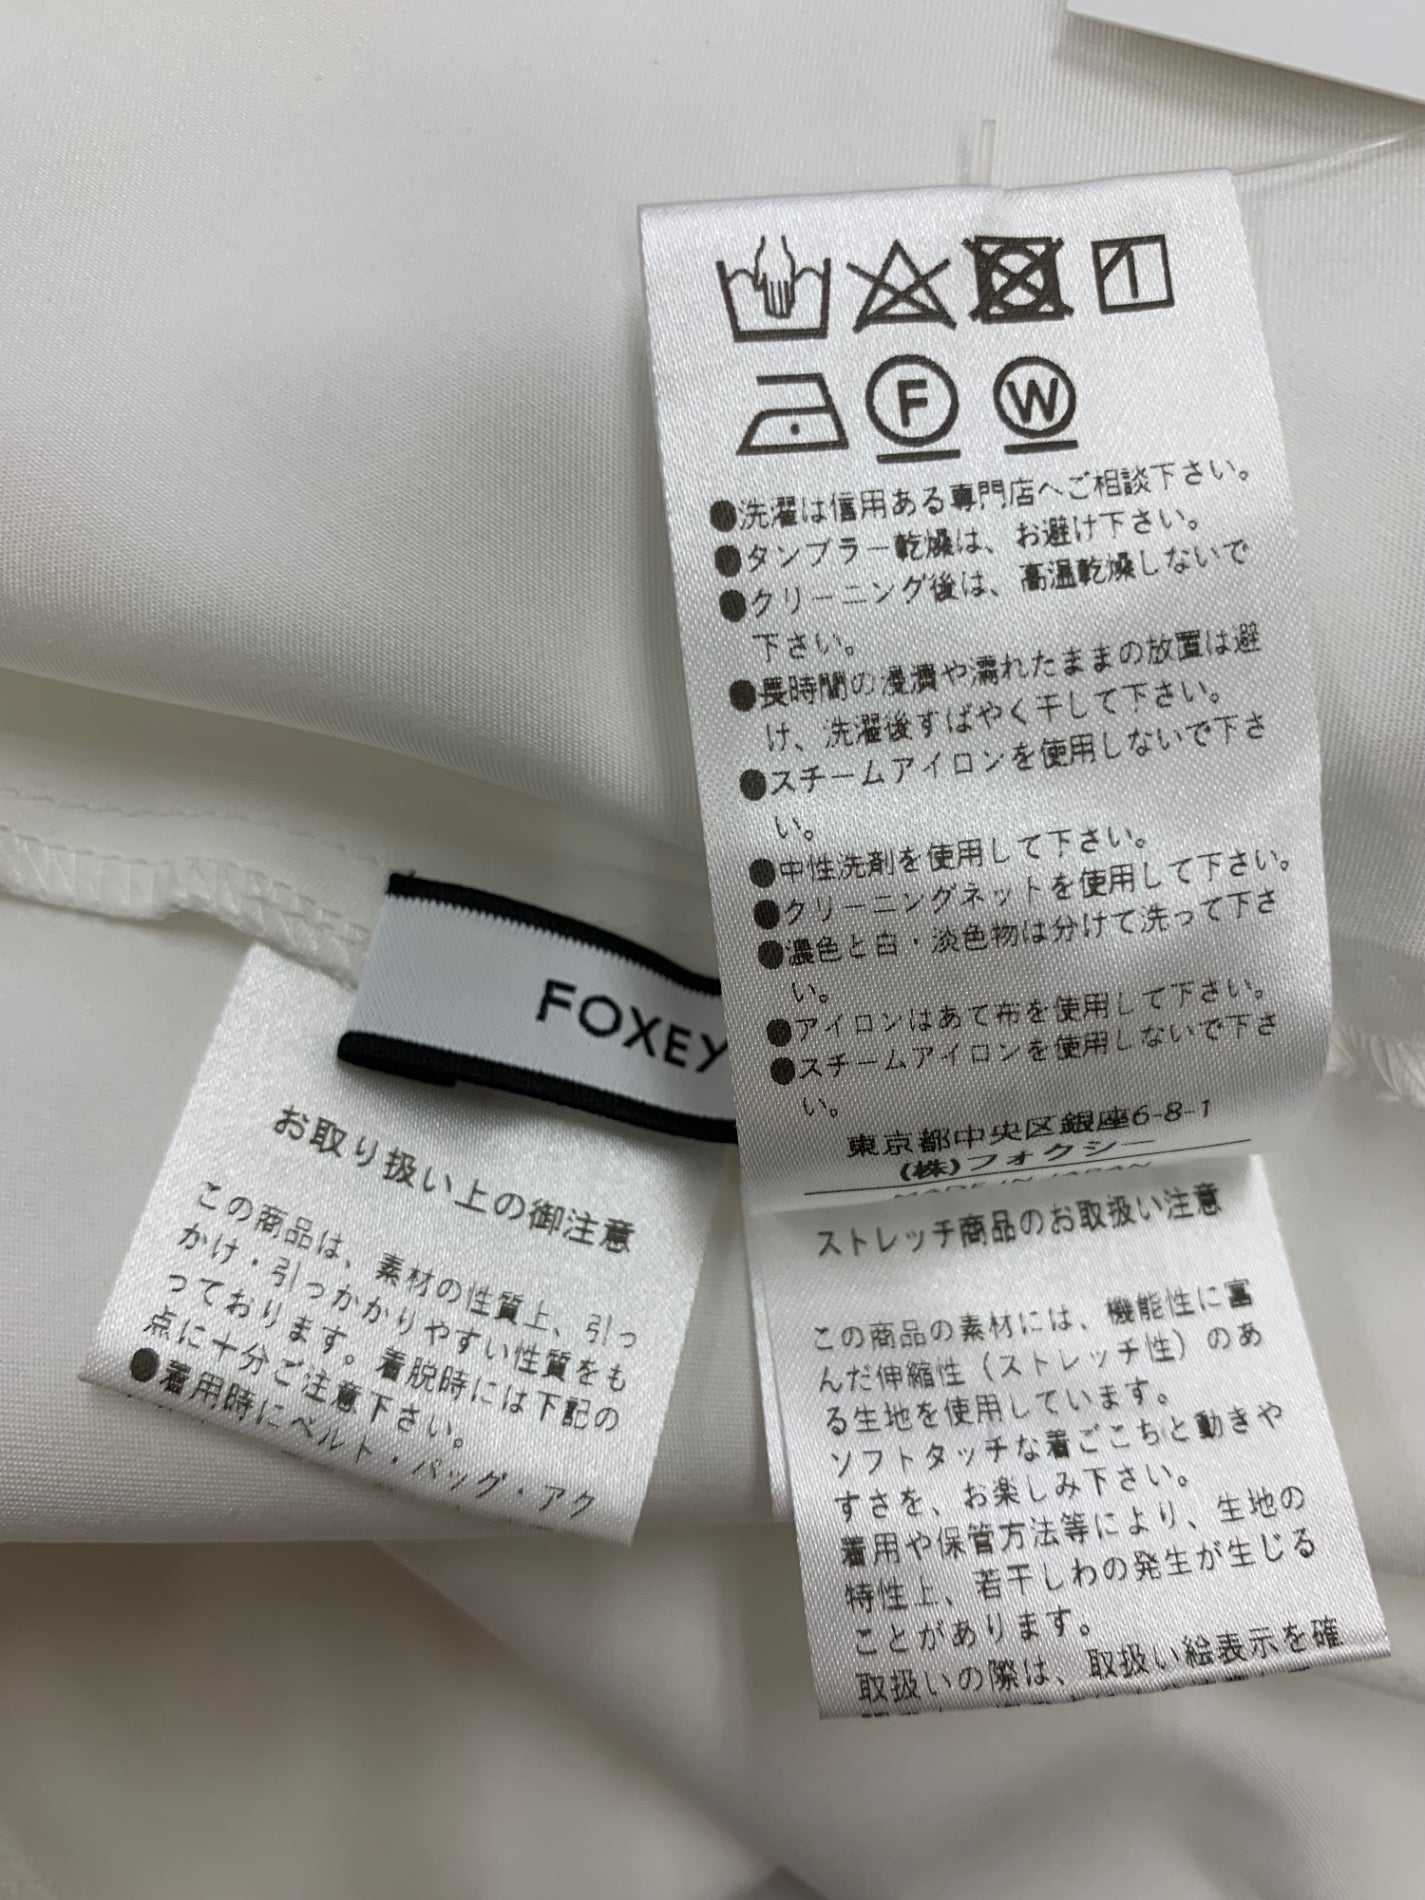 F W
●洗濯は信用ある専門店へご相談下さい。
●タンブラー乾燥は、お避け下さい。
●クリーニング後は、高温乾燥しないで
下さい。
●長時間の浸漬や濡れたままの放置は避
け、洗濯後すばやく干して下さい。
●スチームアイロンを使用しないで下さ
い。
●中性洗剤を使用して下さい。
●クリーニングネットを使用して下さい。
●濃色と白・淡色物は分けて洗って下さ
い。
●アイロンはあて布を使用して下さい。
●スチームアイロンを使用しないで下さ
い。
東京都中央区銀座6-8-1
(株)フォクシー
MADE IN JAPAN
FOXEY
お取り扱い上の御注意
この商品は、素材の性質上、引っ
かけ・引っかかりやすい性質をも
っております。着脱時には下記の
点に十分ご注意下さい。
●着用時にベルト・バッグ・アク
ストレッチ商品のお取扱い注意
この商品の素材には、機能性に富
んだ伸縮性（ストレッチ性）のあ
る生地を使用しています。
ソフトタッチな着ごこちと動きや
すさを、お楽しみ下さい。
着用や保管方法等により、生地の
特性上、若干しわの発生が生じる
ことがあります。
取扱いの際は、取扱い絵表示を確